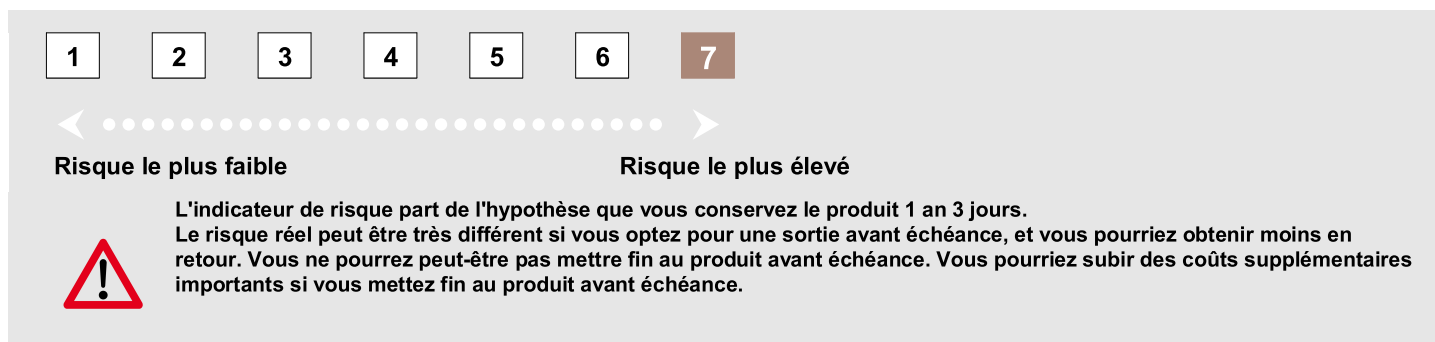 1 2 3 4 5 6 7
Risque le plus faible Risque le plus élevé
L'indicateur de risque part de l'hypothèse que vous conservez le produit 1 an 3 jours.
Le risque réel peut être très différent si vous optez pour une sortie avant échéance, et vous pourriez obtenir moins en
retour. Vous ne pourrez peut-être pas mettre fin au produit avant échéance. Vous pourriez subir des coûts supplémentaires
importants si vous mettez fin au produit avant échéance.